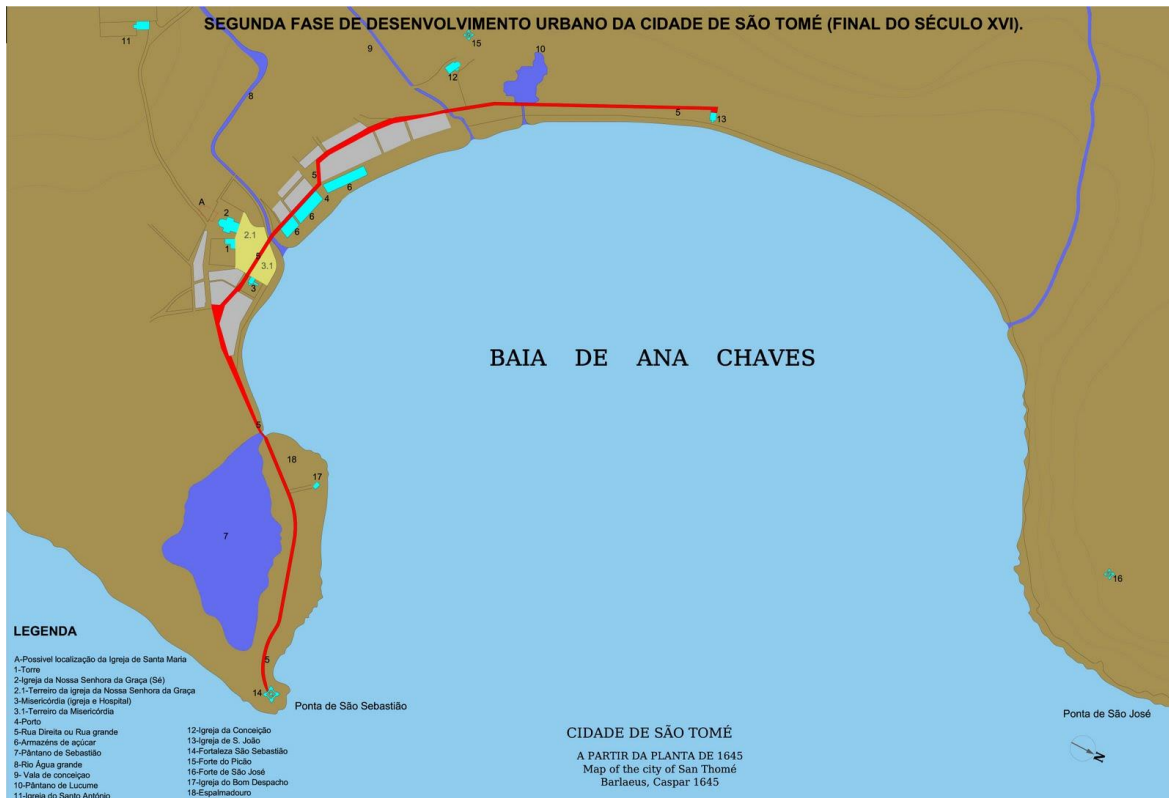 SEGUNDA FASE DE DESENVOLVIMENTO URBANO DA CIDADE DE SÃO TOMÉ (FINAL DO SÉCULO XVI).
11
9
15
10
12
8
5
13
5
6
4
A
2
6
6
2.1
1
5
3.1
3
BAIA DE ANA CHAVES
5
18
17
7
16
5
14
Ponta de São Sebastião
Ponta de São José
N
LEGENDA
A-Possivel localização da Igreja de Santa Maria
1-Torre
2-Igreja da Nossa Senhora da Graça (Sé)
2.1-Terreiro da igreja da Nossa Senhora da Graça
3-Misericórdia (igreja e Hospital)
3.1-Terreiro da Misericórdia
4-Porto
5-Rua Direita ou Rua grande
6-Armazéns de açúcar
7-Pântano de Sebastião
8-Rio Água grande
9- Vala de conceiçao
10-Pântano de Lucume
11-Igreja do Santo António
12-Igreja da Conceição
13-Igreja de S. João
14-Fortaleza São Sebastião
15-Forte do Picão
16-Forte de São José
17-Igreja do Bom Despacho
18-Espalmadouro
CIDADE DE SÃO TOMÉ
A PARTIR DA PLANTA DE 1645
Map of the city of San Thomé
Barlaeus, Caspar 1645